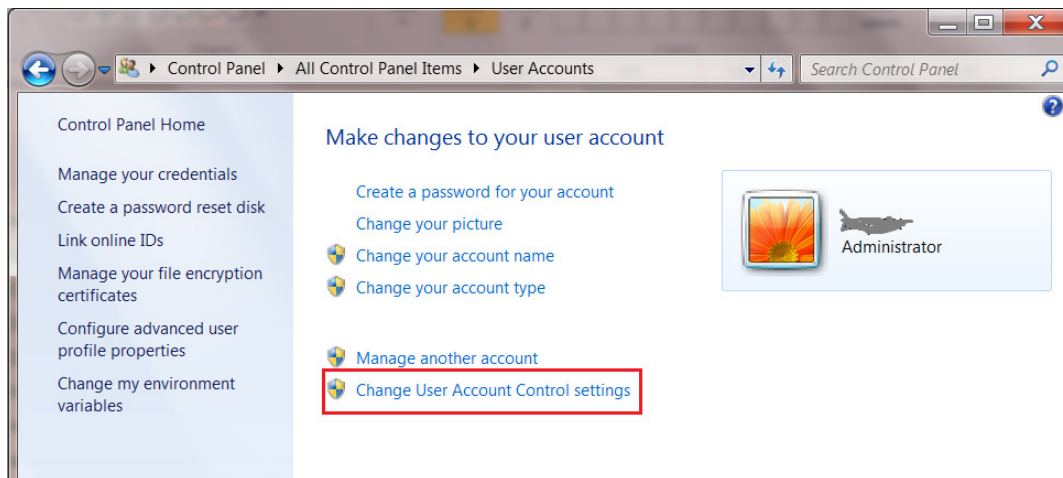 Control Panel ▸ All Control Panel Items ▸ User Accounts
Search Control Panel
Control Panel Home
Manage your credentials
Create a password reset disk
Link online IDs
Manage your file encryption
certificates
Configure advanced user
profile properties
Change my environment
variables
Make changes to your user account
Create a password for your account
Change your picture
Change your account name
Change your account type
Manage another account
Change User Account Control settings
Administrator